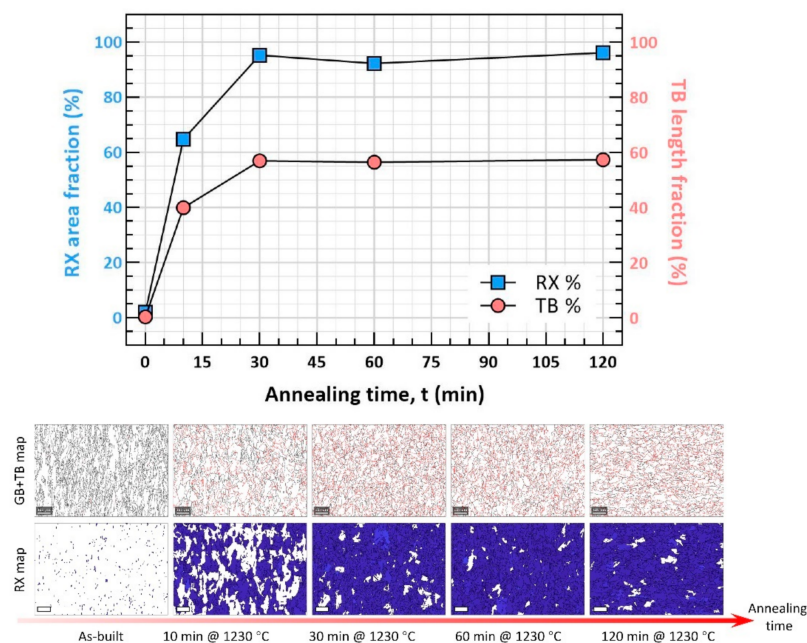 100
100
80
80
60
60
40
40
20
20
0
0
RX area fraction (%)
TB length fraction (%)
RX %
TB %
0 15 30 45 60 75 90 105 120
Annealing time, t (min)
GB+TB map
RX map
Annealing time
As-built 10 min @ 1230 °C 30 min @ 1230 °C 60 min @ 1230 °C 120 min @ 1230 °C